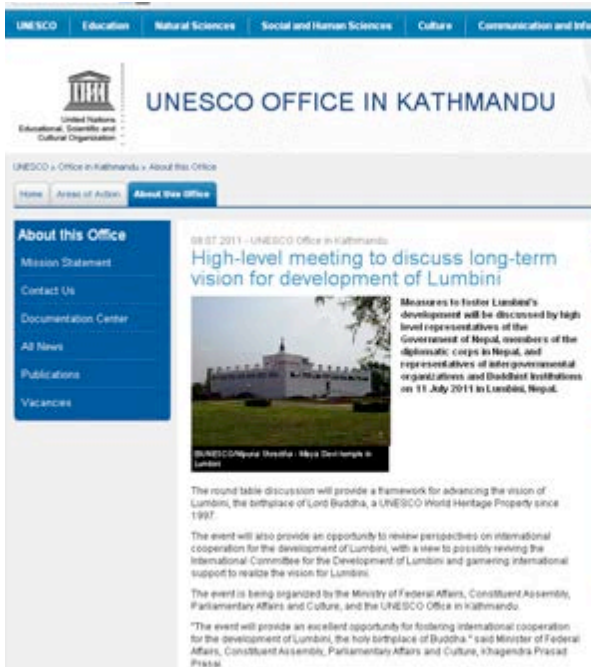 UNESCO Education Natural Sciences Social and Human Sciences Culture Communication and Info
United Nations
Educational, Scientific and
Cultural Organization
UNESCO OFFICE IN KATHMANDU
UNESCO » Office in Kathmandu » About this Office
Home Areas of Action About this Office
About this Office
Mission Statement
Contact Us
Documentation Center
All News
Publications
Vacancies
08.07.2011 - UNESCO Office in Kathmandu
High-level meeting to discuss long-term
vision for development of Lumbini
Measures to foster Lumbini's
development will be discussed by high
level representatives of the
Government of Nepal, members of the
diplomatic corps in Nepal, and
representatives of intergovernmental
organizations and Buddhist Institutions
on 11 July 2011 in Lumbini, Nepal.
©UNESCO/Nipuna Shrestha - Maya Devi temple in
Lumbini
The round table discussion will provide a framework for advancing the vision of
Lumbini, the birthplace of Lord Buddha, a UNESCO World Heritage Property since
1997.
The event will also provide an opportunity to review perspectives on international
cooperation for the development of Lumbini, with a view to possibly reviving the
International Committee for the Development of Lumbini and garnering international
support to realize the vision for Lumbini.
The event is being organized by the Ministry of Federal Affairs, Constituent Assembly,
Parliamentary Affairs and Culture, and the UNESCO Office in Kathmandu.
"The event will provide an excellent opportunity for fostering international cooperation
for the development of Lumbini, the holy birthplace of Buddha." said Minister of Federal
Affairs, Constituent Assembly, Parliamentary Affairs and Culture, Khagendra Prasad
Prasai.